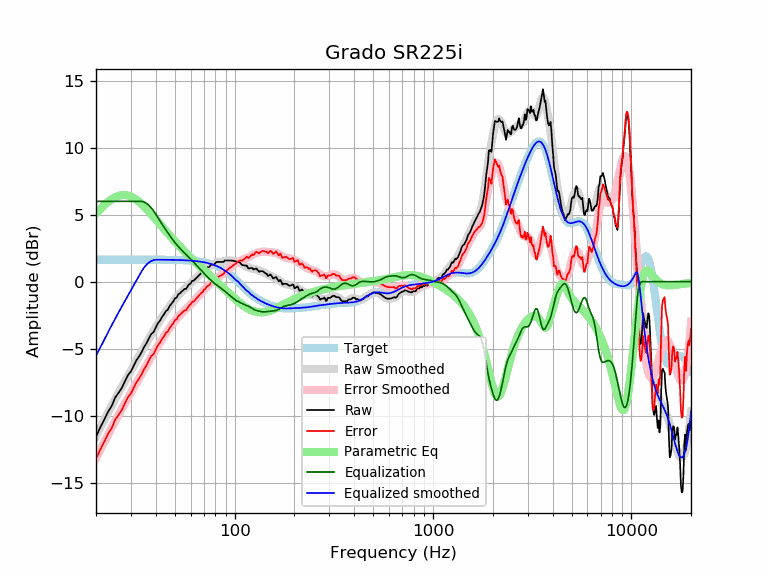 Grado SR225i
15
10
5
0
−5
−10
−15
Amplitude (dBr)
Target
Raw Smoothed
Error Smoothed
Raw
Error
Parametric Eq
Equalization
Equalized smoothed
100
1000
10000
Frequency (Hz)